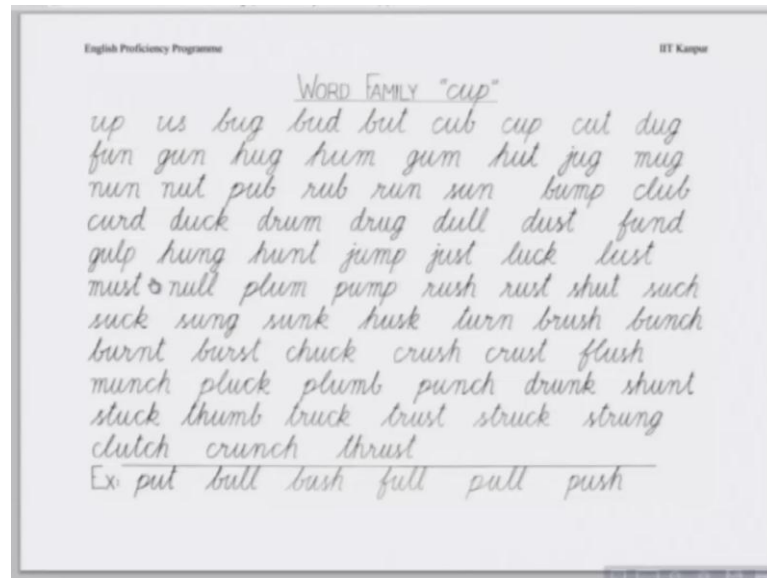 English Proficiency Programme IIT Kanpur
WORD FAMILY "cup"
up us bug bud but cub cup cut dug
fun gun hug hum gum hut jug mug
nun nut pub rub run sun bump club
curd duck drum drug dull dust fund
gulp hung hunt jump just luck lust
must null plum pump rush rust shut such
suck sung sunk husk turn brush bunch
burnt burst chuck crush crust flush
munch pluck plumb punch drunk shunt
stuck thumb truck trust struck strung
clutch crunch thrust
Ex: put bull bush full pull push